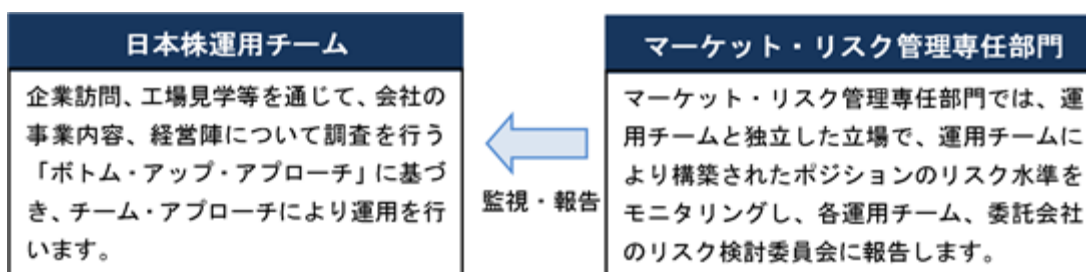 日本株運用チーム
企業訪問、工場見学等を通じて、会社の
事業内容、経営陣について調査を行う
「ボトム・アップ・アプローチ」に基づ
き、チーム・アプローチにより運用を行
います。
監視・報告
マーケット・リスク管理専任部門
マーケット・リスク管理専任部門では、運
用チームと独立した立場で、運用チームに
より構築されたポジションのリスク水準を
モニタリングし、各運用チーム、委託会社
のリスク検討委員会に報告します。